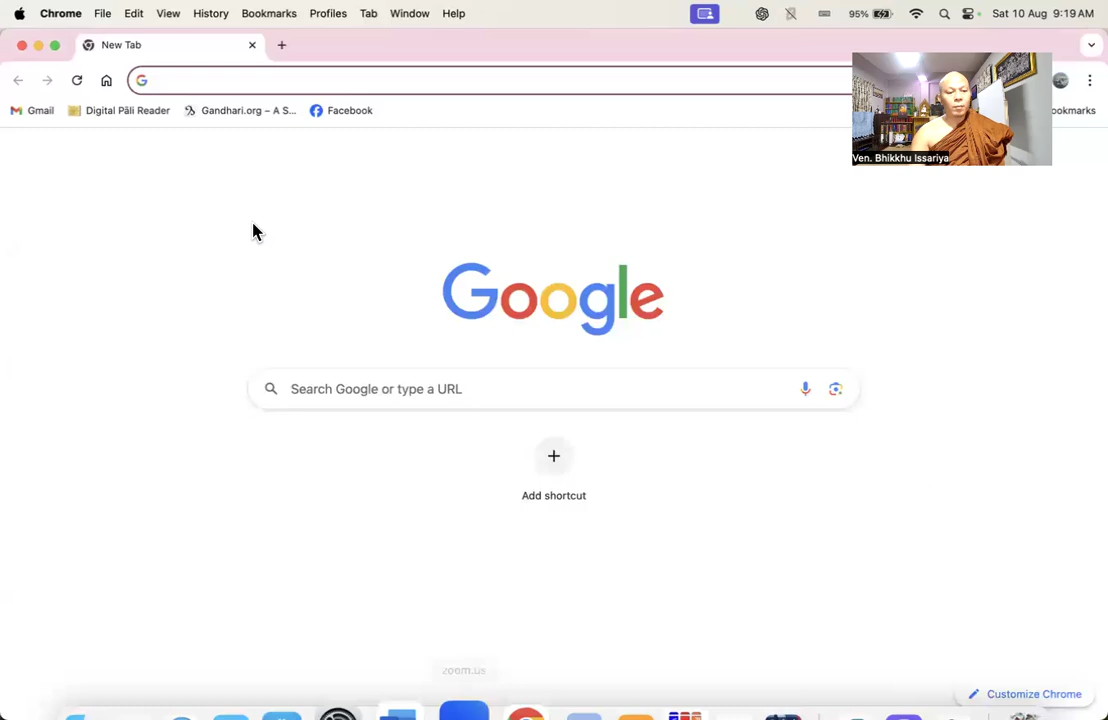 Chrome File Edit View History Bookmarks Profiles Tab Window Help 95% Sat 10 Aug 9:19 AM
New Tab
Gmail Digital Pāli Reader Gandhari.org – A S... Facebook ookmarks
Ven. Bhikkhu Issariya
Google
Search Google or type a URL
Add shortcut
zoom.us
Customize Chrome